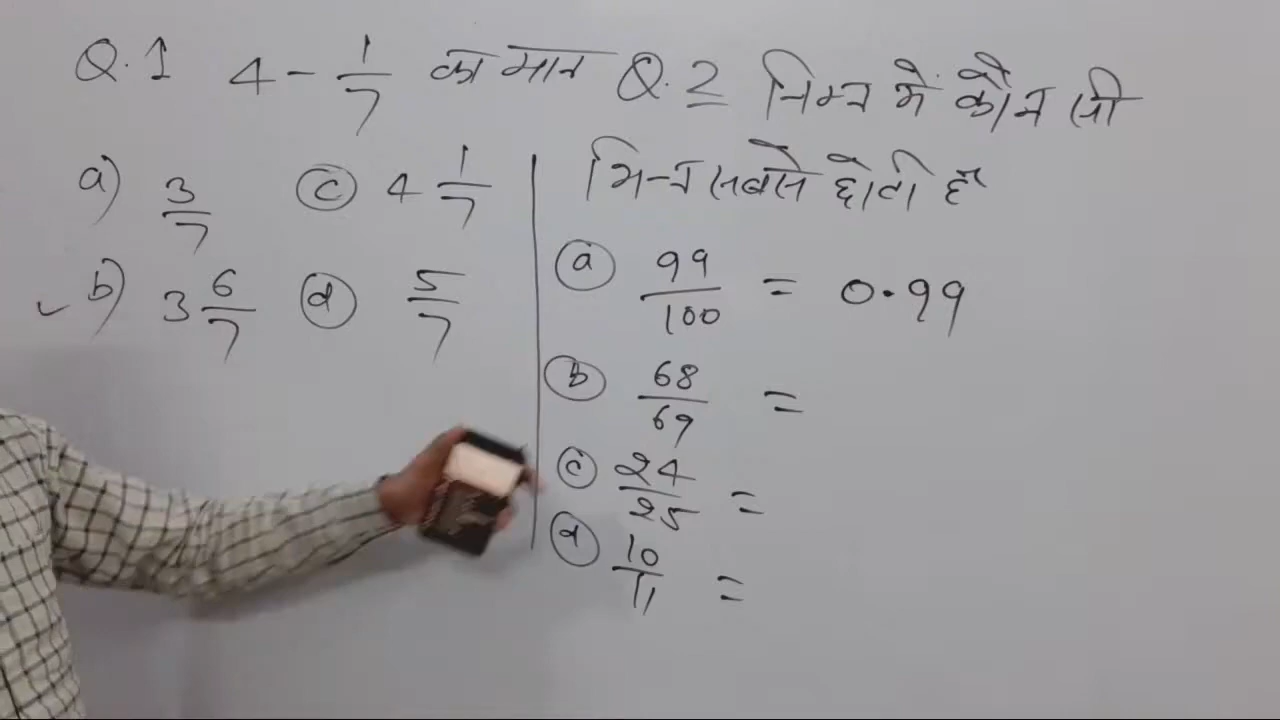 Q.1 4 - 1/7 का मान
a) 3/7 (c) 4 1/7
✓ b) 3 6/7 (d) 5/7
Q.2 निम्न मे कौन सी
भिन्न सबसे छोटी है
(a) 99/100 = 0.99
(b) 68/69 =
(c) 24/25 =
(d) 10/11 =